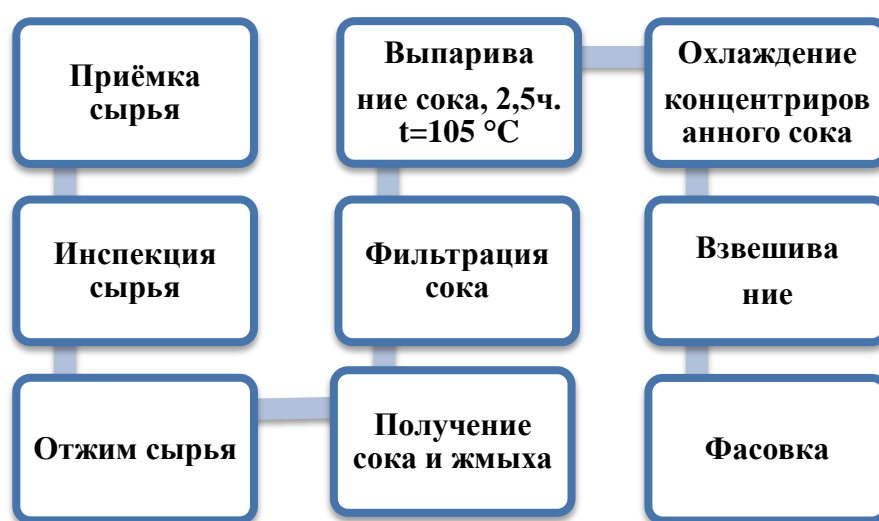 Приёмка
сырья
Инспекция
сырья
Отжим сырья
Получение
сока и жмыха
Фильтрация
сока
Выпарива
ние сока, 2,5ч.
t=105 °С
Охлаждение
концентриров
анного сока
Взвешива
ние
Фасовка